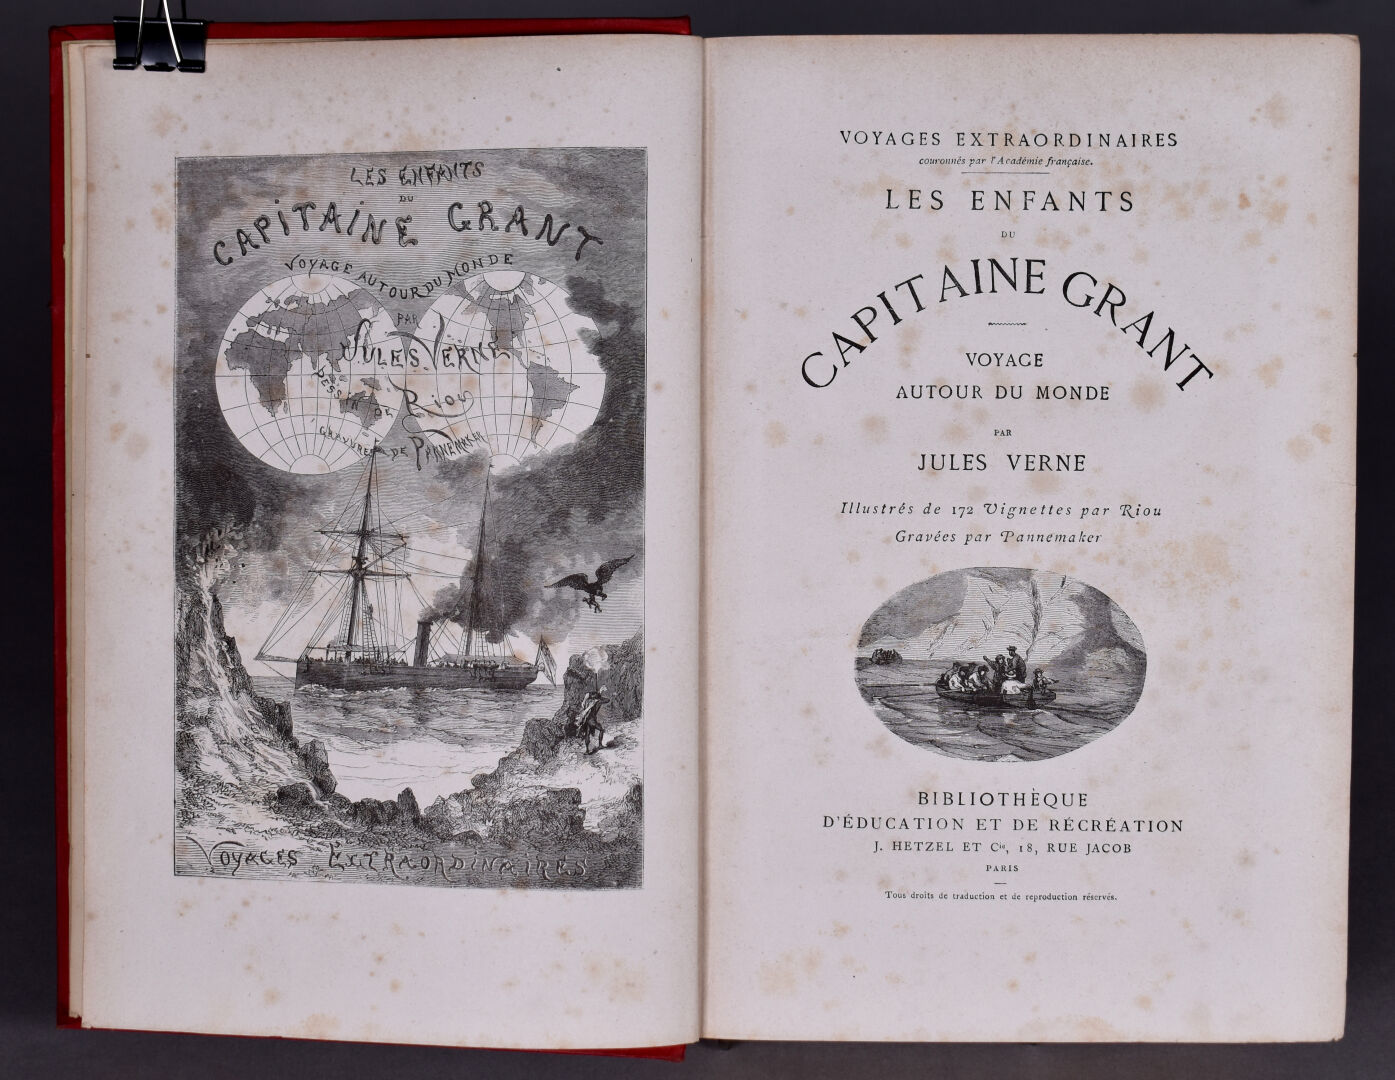 LES ENFANTS
DU
CAPITAINE GRANT
VOYAGE AUTOUR DU MONDE
PAR
JULES VERNE
DESSIN DE RIOU
GRAVURES DE PANNEMAKER
VOYAGES EXTRAORDINAIRES
VOYAGES EXTRAORDINAIRES
couronnés par l'Académie française.
LES ENFANTS
DU
CAPITAINE GRANT
VOYAGE
AUTOUR DU MONDE
PAR
JULES VERNE
Illustrés de 172 Vignettes par Riou
Gravées par Pannemaker
BIBLIOTHÈQUE
D'ÉDUCATION ET DE RÉCRÉATION
J. HETZEL ET Cie, 18, RUE JACOB
PARIS
Tous droits de traduction et de reproduction réservés.